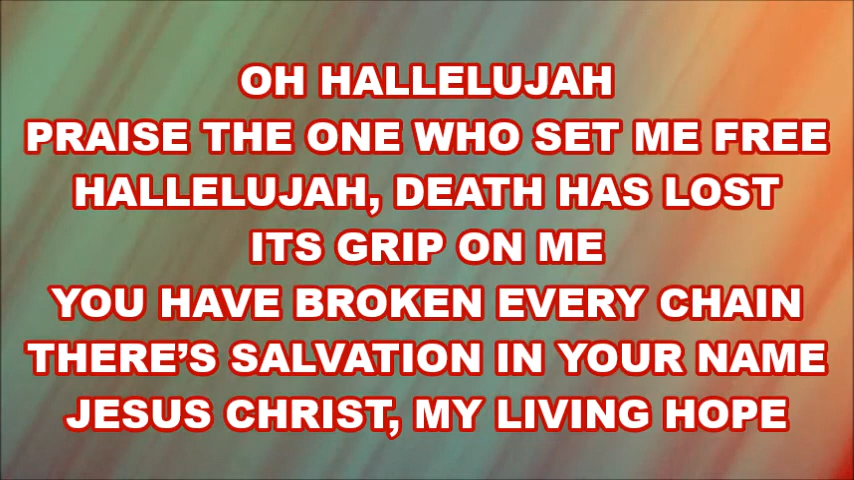 OH HALLELUJAH
PRAISE THE ONE WHO SET ME FREE
HALLELUJAH, DEATH HAS LOST
ITS GRIP ON ME
YOU HAVE BROKEN EVERY CHAIN
THERE’S SALVATION IN YOUR NAME
JESUS CHRIST, MY LIVING HOPE